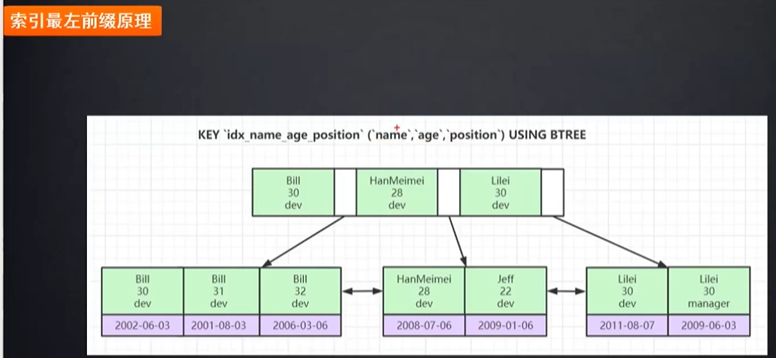 索引最左前缀原理
KEY `idx_name_age_position` (`name`,`age`,`position`) USING BTREE
Bill HanMeimei Lilei
30 28 30
dev dev dev
Bill Bill Bill HanMeimei Jeff Lilei Lilei
30 31 32 28 22 30 30
dev dev dev dev dev dev manager
2002-06-03 2001-08-03 2006-03-06 2008-07-06 2009-01-06 2011-08-07 2009-06-03